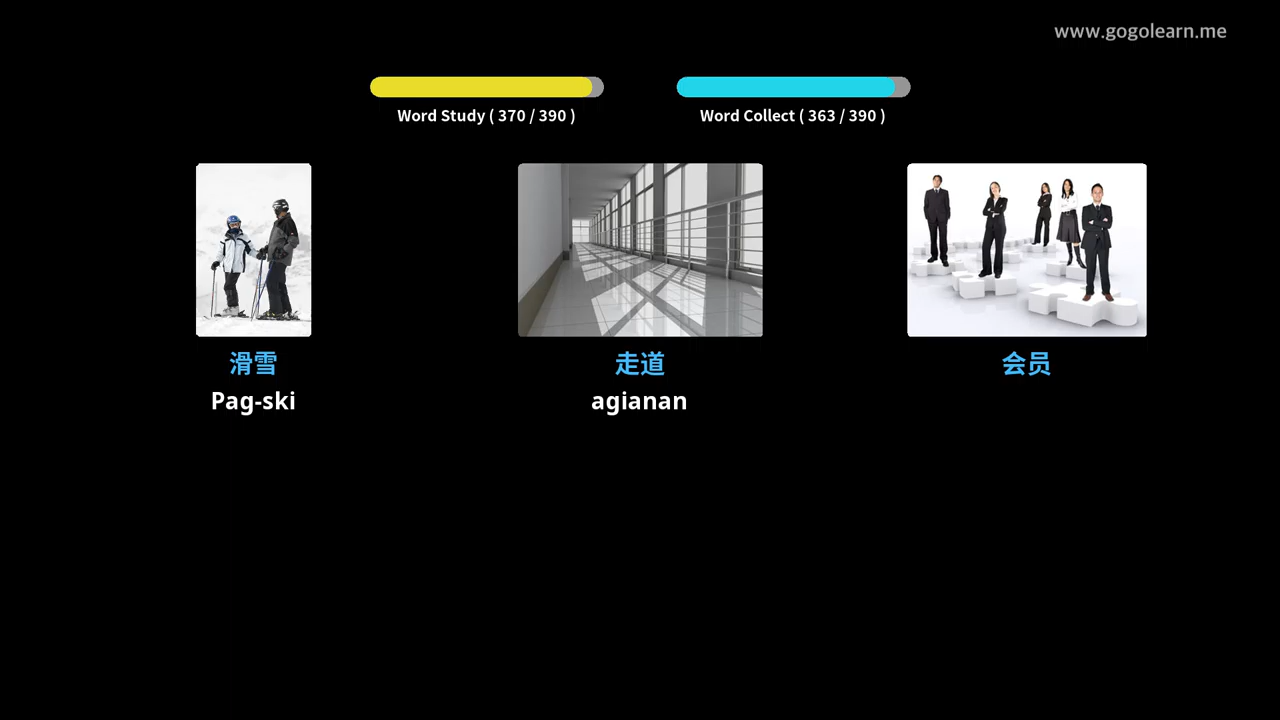 www.gogolearn.me
Word Study ( 370 / 390 )
Word Collect ( 363 / 390 )
滑雪
走道
会员
Pag-ski
agianan